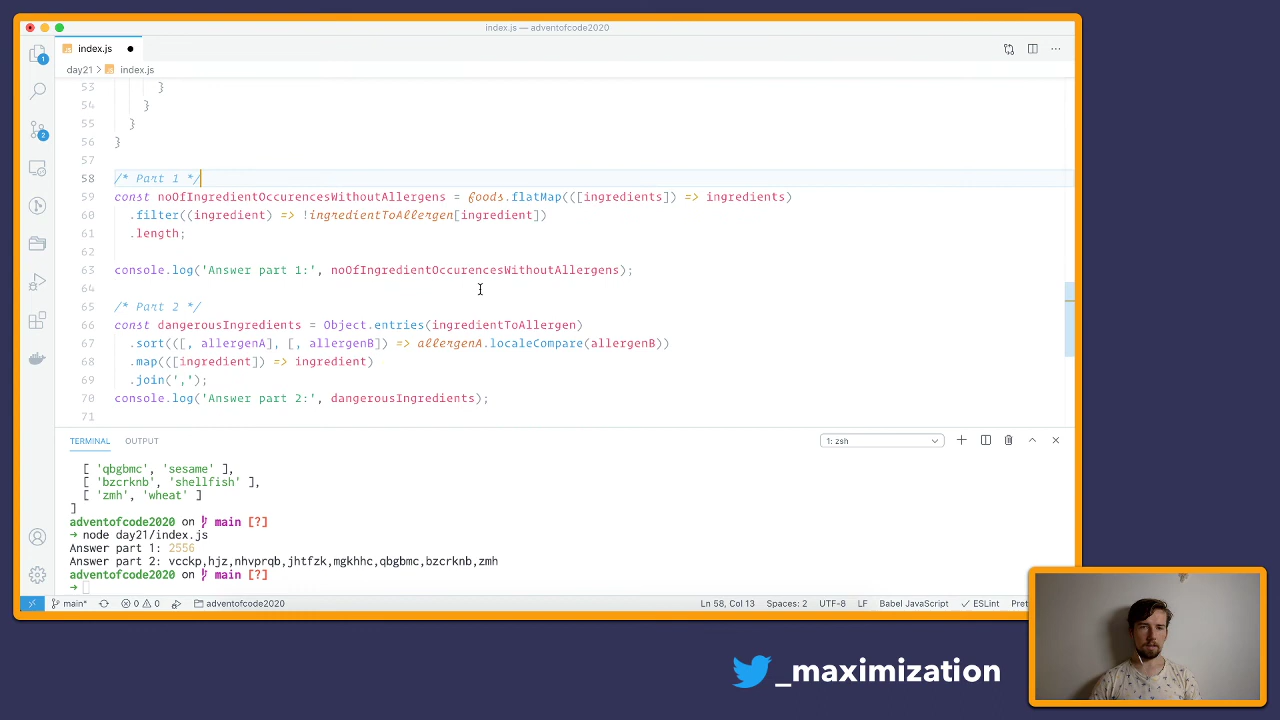 index.js — adventofcode2020
index.js
day21 > index.js
53 }
54 }
55 }
56 }
57
58 /* Part 1 */
59 const noOfIngredientOccurencesWithoutAllergens = foods.flatMap(([ingredients]) => ingredients)
60 .filter((ingredient) => !ingredientToAllergen[ingredient])
61 .length;
62
63 console.log('Answer part 1:', noOfIngredientOccurencesWithoutAllergens);
64
65 /* Part 2 */
66 const dangerousIngredients = Object.entries(ingredientToAllergen)
67 .sort(([, allergenA], [, allergenB]) => allergenA.localeCompare(allergenB))
68 .map(([ingredient]) => ingredient)
69 .join(',');
70 console.log('Answer part 2:', dangerousIngredients);
71
TERMINAL OUTPUT 1: zsh
[ 'qbgbmc', 'sesame' ],
[ 'bzcrknb', 'shellfish' ],
[ 'zmh', 'wheat' ]
]
adventofcode2020 on main [?]
→ node day21/index.js
Answer part 1: 2556
Answer part 2: vcckp,hjz,nhvprqb,jhtfzk,mgkhhc,qbgbmc,bzcrknb,zmh
adventofcode2020 on main [?]
→
main* 0 0 adventofcode2020 Ln 58, Col 13 Spaces: 2 UTF-8 LF Babel JavaScript ESLint Pret
1
2
_maximization